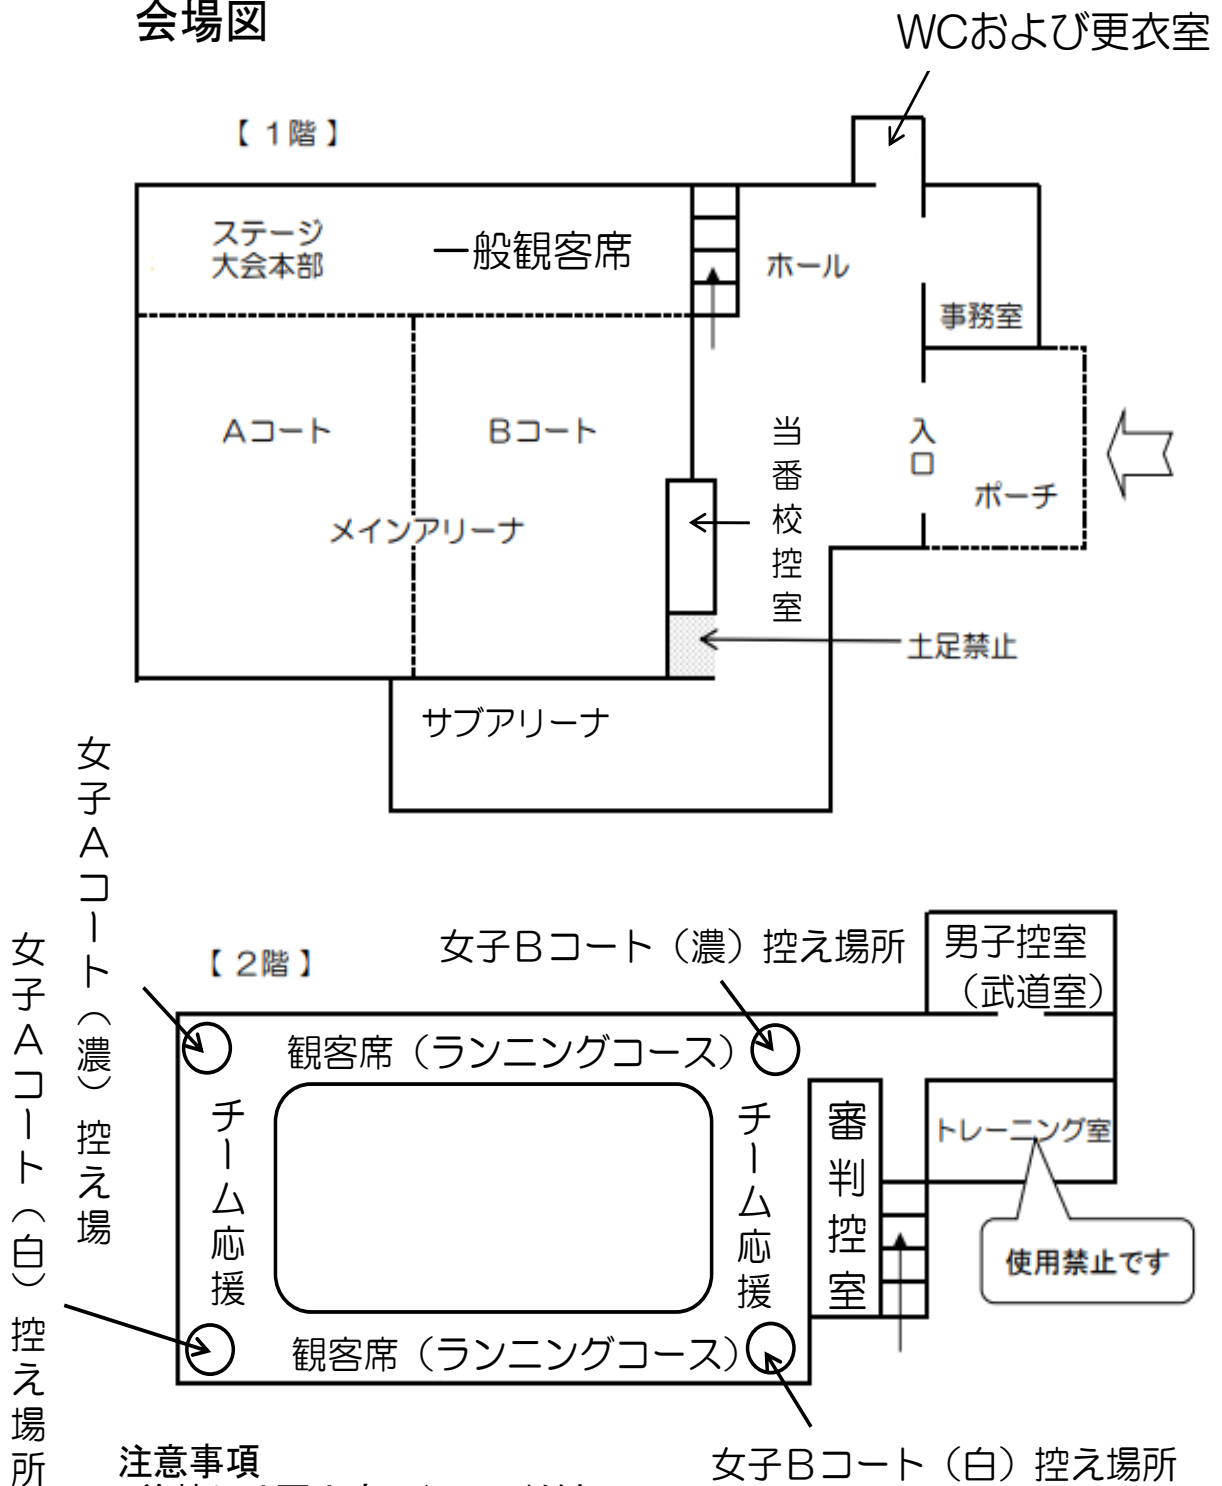 会場図
WCおよび更衣室
【 1階 】
ステージ
大会本部
一般観客席
ホール
事務室
Aコート
Bコート
当番校控室
入口
ポーチ
メインアリーナ
土足禁止
サブアリーナ
女子Aコート（濃）控え場
女子Aコート（白）控え場所
【 2階 】
女子Bコート（濃）控え場所
男子控室
（武道室）
観客席（ランニングコース）
チーム応援
チーム応援
審判控室
トレーニング室
使用禁止です
観客席（ランニングコース）
女子Bコート（白）控え場所
注意事項